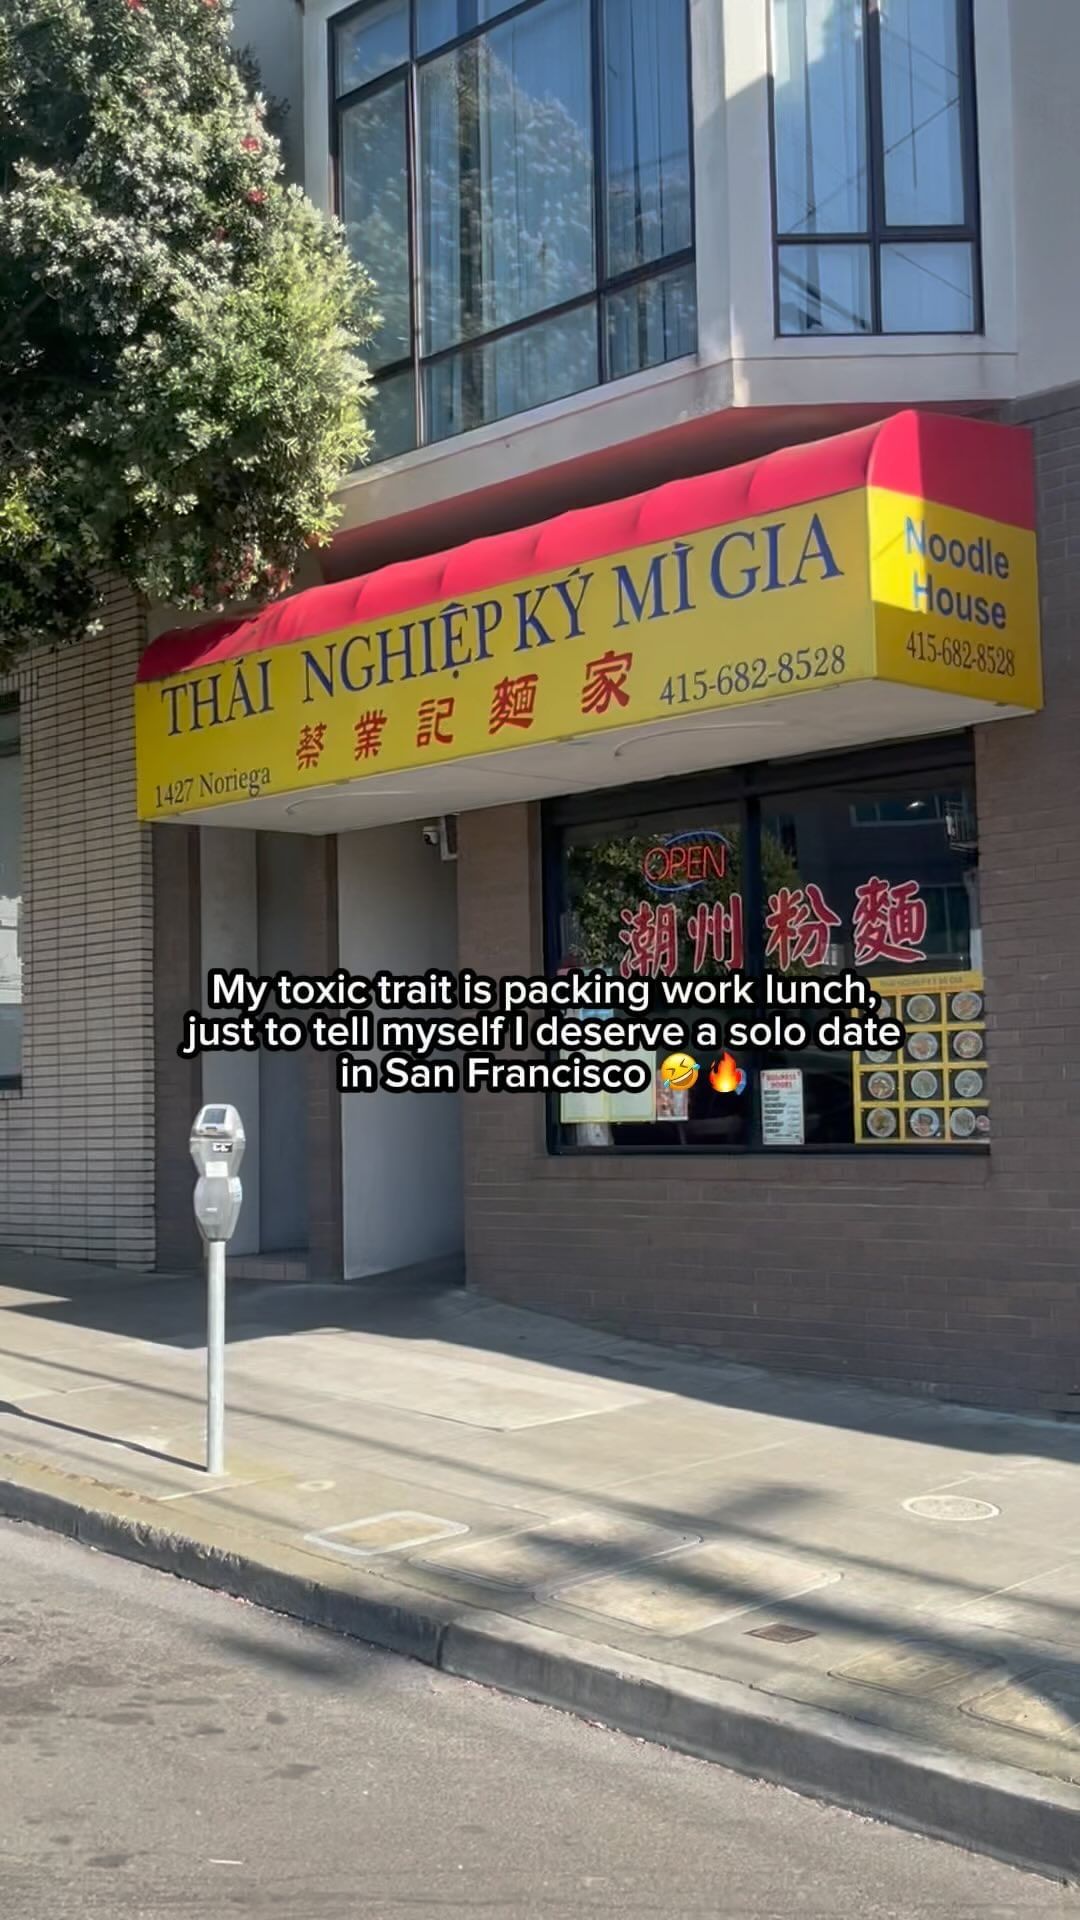 THÁI NGHIỆP KÝ MÌ GIA
蔡業記麵家 415-682-8528
1427 Noriega
Noodle
House
415-682-8528
OPEN
潮州粉麵
My toxic trait is packing work lunch,
just to tell myself I deserve a solo date
in San Francisco 🤣🔥
BUSINESS
HOURS